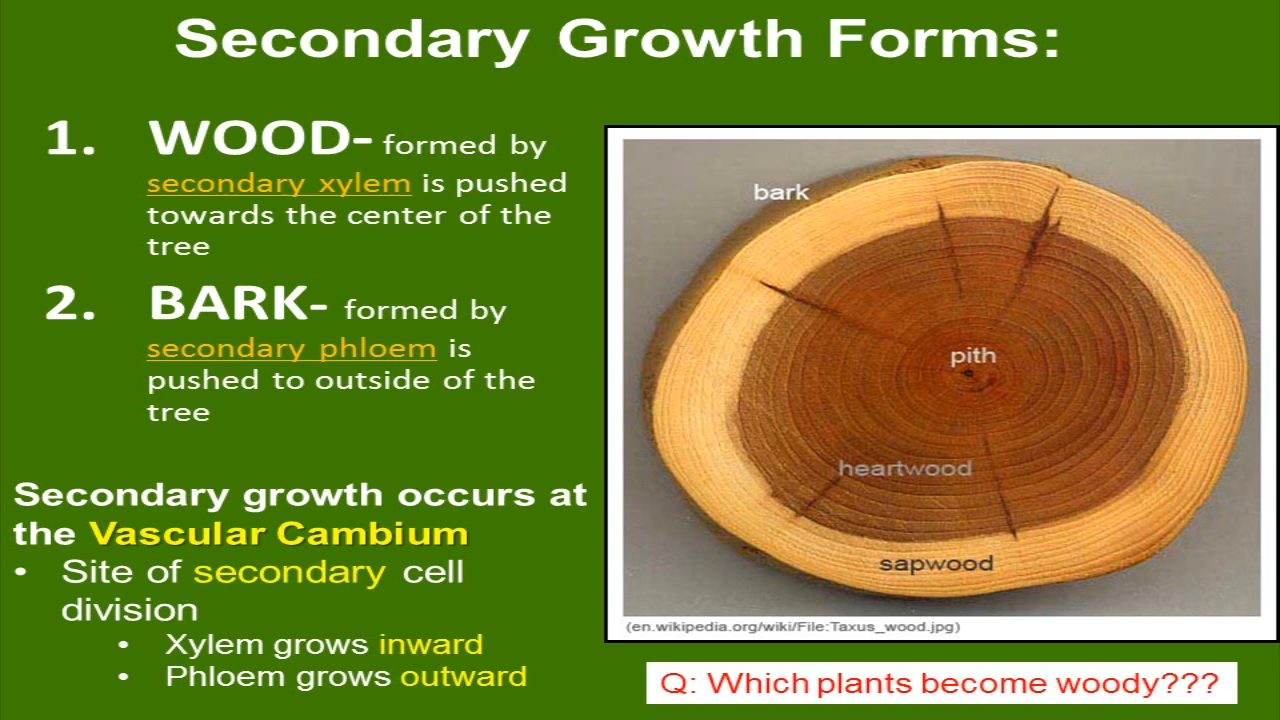 Secondary Growth Forms:
1. WOOD- formed by
secondary xylem is pushed
towards the center of the
tree
2. BARK- formed by
secondary phloem is
pushed to outside of the
tree
Secondary growth occurs at
the Vascular Cambium
• Site of secondary cell
division
• Xylem grows inward
• Phloem grows outward
bark
pith
heartwood
sapwood
(en.wikipedia.org/wiki/File:Taxus_wood.jpg)
Q: Which plants become woody???